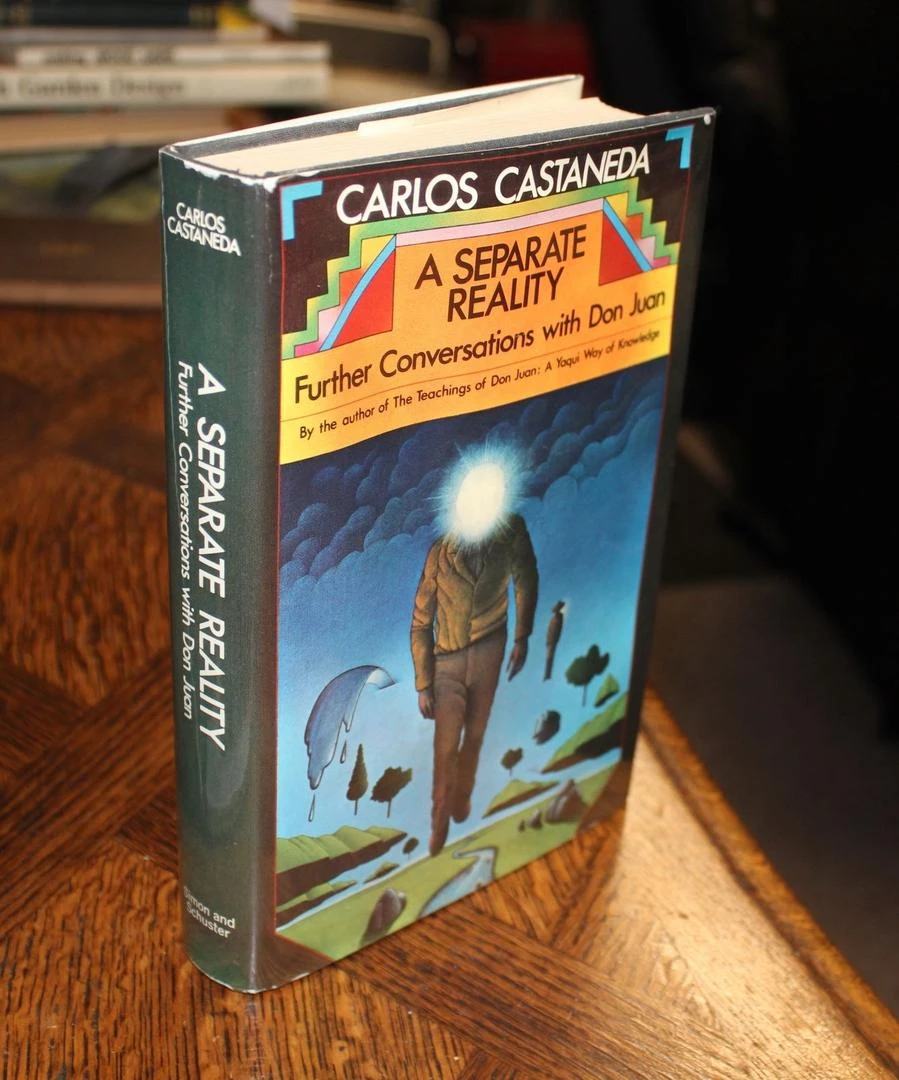 Garden Design
CARLOS CASTANEDA
A SEPARATE
REALITY
Further Conversations with Don Juan
By the author of The Teachings of Don Juan: A Yaqui Way of Knowledge
CARLOS
CASTANEDA
A SEPARATE REALITY
Further Conversations with Don Juan
Simon and
Schuster